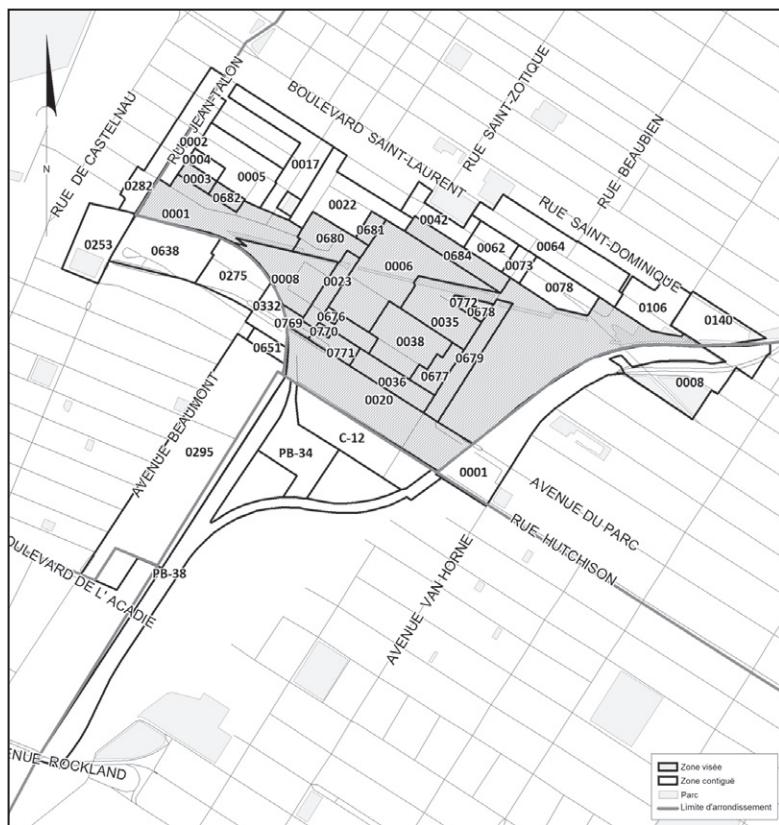 RUE DE CASTELNAU
RUE JEAN-TALON
BOULEVARD SAINT-LAURENT
RUE SAINT-ZOTIQUE
RUE BEAUBIEN
RUE SAINT-DOMINIQUE
N
0002
0004
0003
0005
0017
0282
0682
0001
0022
0042
0253
0638
0680
0681
0684
0062
0064
0073
0275
0008
0023
0006
0078
0106
0332
0772
0678
0140
0676
0035
0769
0770
0038
0651
0771
0679
0008
0036
0677
0020
C-12
AVENUE BEAUMONT
0295
PB-34
0001
AVENUE DU PARC
RUE HUTCHISON
AVENUE VAN HORNE
OULEVARD DE L' ACADIE
PB-38
ENUE ROCKLAND
Zone visée
Zone contiguë
Parc
Limite d'arrondissement